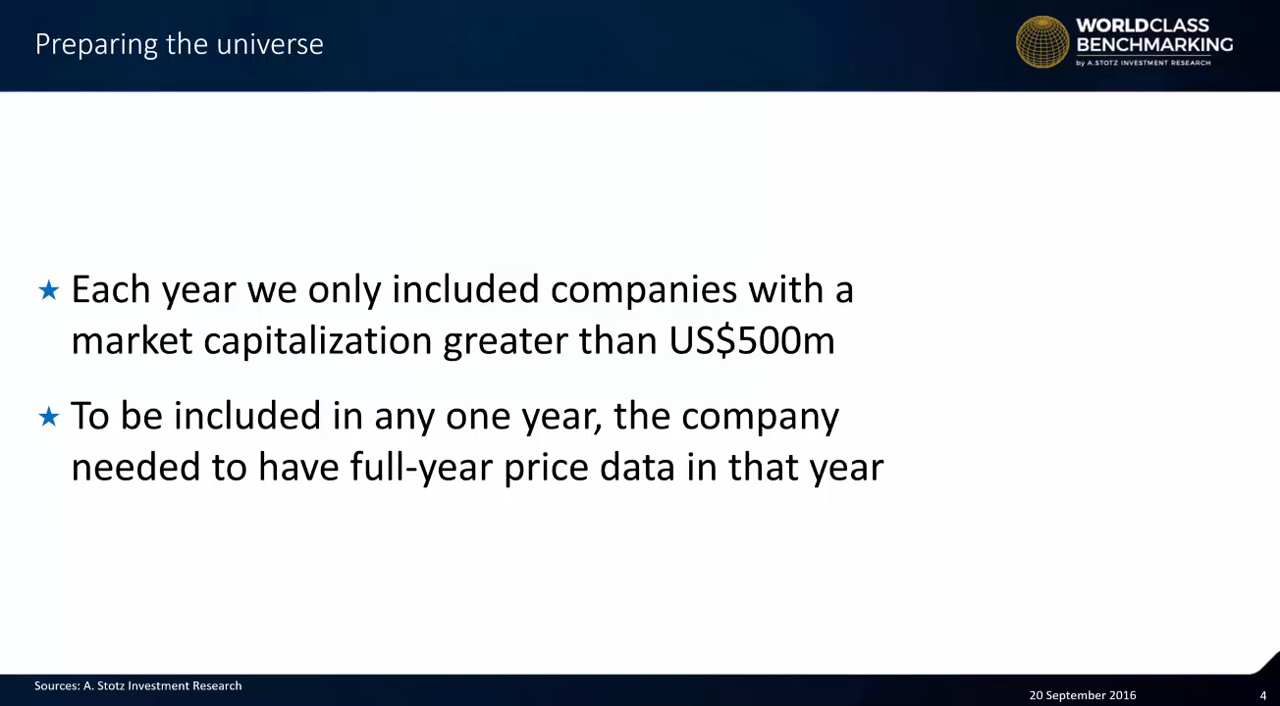 Preparing the universe
WORLDCLASS
BENCHMARKING
by A.STOTZ INVESTMENT RESEARCH
Each year we only included companies with a
market capitalization greater than US$500m
To be included in any one year, the company
needed to have full-year price data in that year
Sources: A. Stotz Investment Research
20 September 2016
4